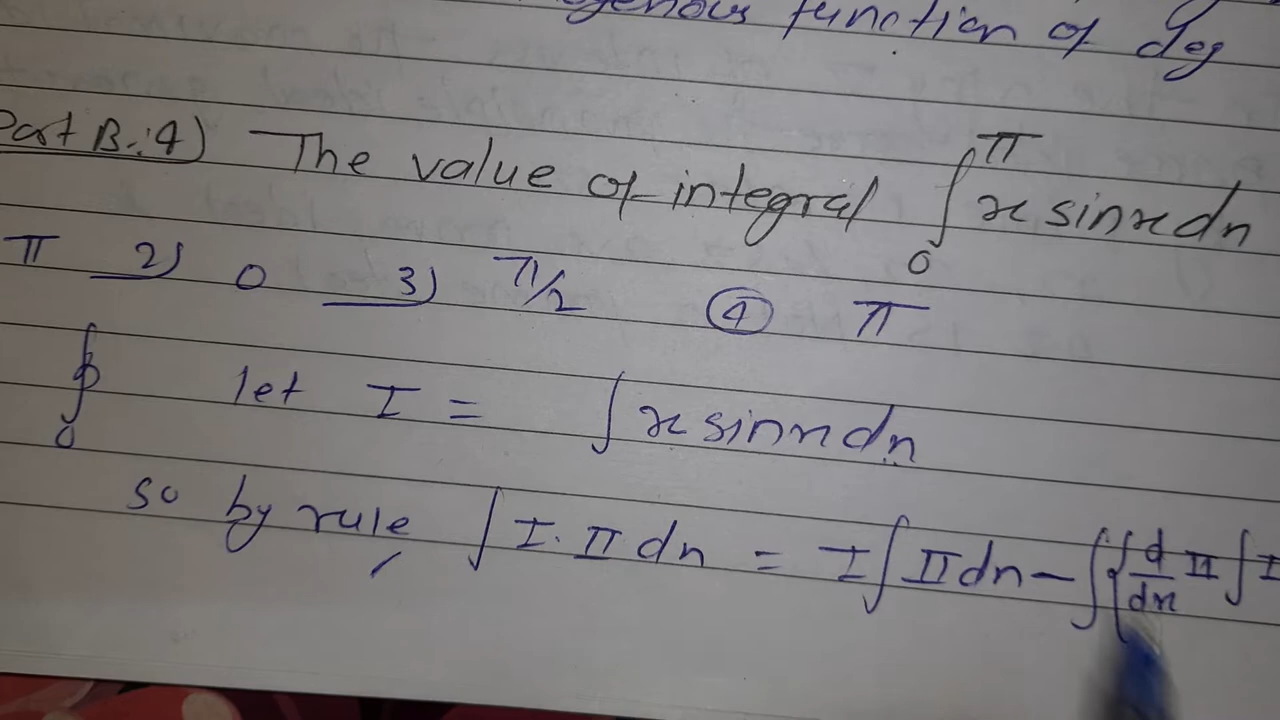 genous function of deg
Part B:4) The value of integral ∫₀^π x sinx dx
π 2) 0 3) π/2 ④ π
∫₀ let I = ∫ x sinx dx
so by rule, ∫ I. II dx = I ∫ II dx - ∫{ d/dx II ∫ I